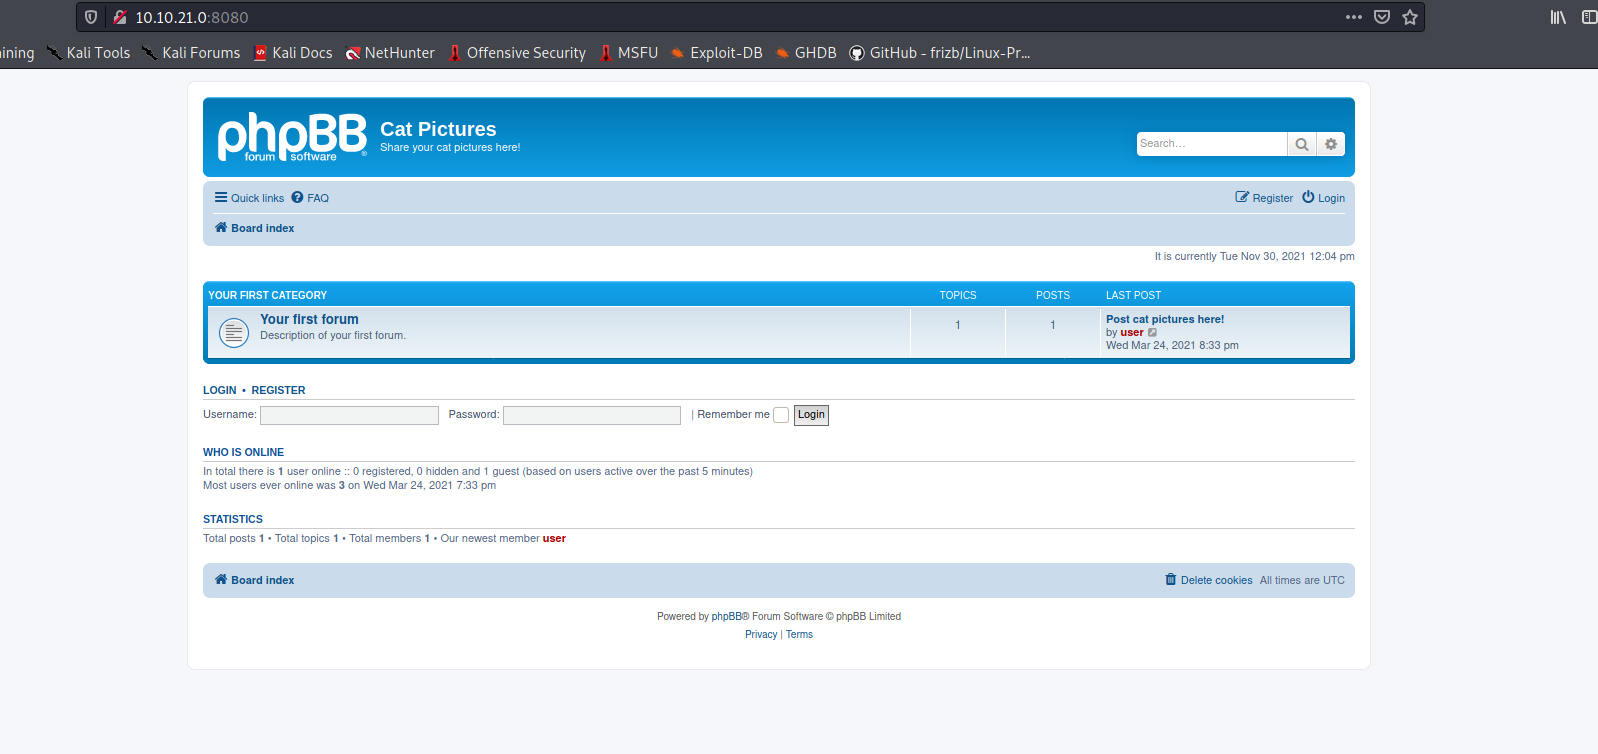 10.10.21.0:8080
ining Kali Tools Kali Forums Kali Docs NetHunter Offensive Security MSFU Exploit-DB GHDB GitHub - frizb/Linux-Pr...
phpBB®
forum software
Cat Pictures
Share your cat pictures here!
Search…
Quick links FAQ Register Login
Board index
It is currently Tue Nov 30, 2021 12:04 pm
YOUR FIRST CATEGORY TOPICS POSTS LAST POST
Your first forum 1 1 Post cat pictures here!
Description of your first forum. by user
Wed Mar 24, 2021 8:33 pm
LOGIN • REGISTER
Username: Password: | Remember me Login
WHO IS ONLINE
In total there is 1 user online :: 0 registered, 0 hidden and 1 guest (based on users active over the past 5 minutes)
Most users ever online was 3 on Wed Mar 24, 2021 7:33 pm
STATISTICS
Total posts 1 • Total topics 1 • Total members 1 • Our newest member user
Board index Delete cookies All times are UTC
Powered by phpBB® Forum Software © phpBB Limited
Privacy | Terms